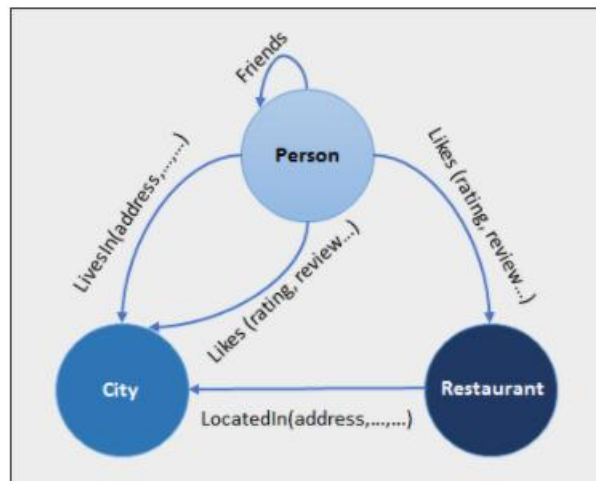 Friends
Person
LivesIn(address,...,...)
Likes (rating, review...)
Likes (rating, review...)
City
Restaurant
LocatedIn(address,...,...)